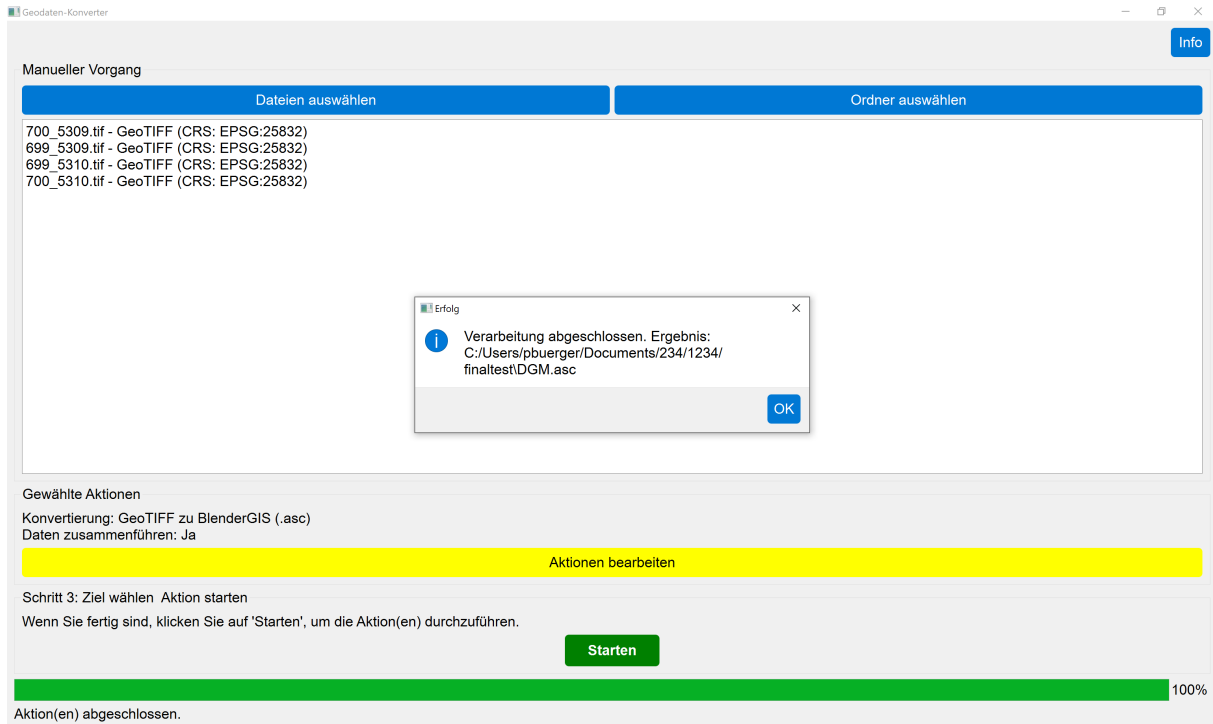 Geodaten-Konverter
Info
Manueller Vorgang
Dateien auswählen
Ordner auswählen
700_5309.tif - GeoTIFF (CRS: EPSG:25832)
699_5309.tif - GeoTIFF (CRS: EPSG:25832)
699_5310.tif - GeoTIFF (CRS: EPSG:25832)
700_5310.tif - GeoTIFF (CRS: EPSG:25832)
Erfolg
Verarbeitung abgeschlossen. Ergebnis:
C:/Users/pbuerger/Documents/234/1234/
finaltest\DGM.asc
OK
Gewählte Aktionen
Konvertierung: GeoTIFF zu BlenderGIS (.asc)
Daten zusammenführen: Ja
Aktionen bearbeiten
Schritt 3: Ziel wählen  Aktion starten
Wenn Sie fertig sind, klicken Sie auf 'Starten', um die Aktion(en) durchzuführen.
Starten
100%
Aktion(en) abgeschlossen.